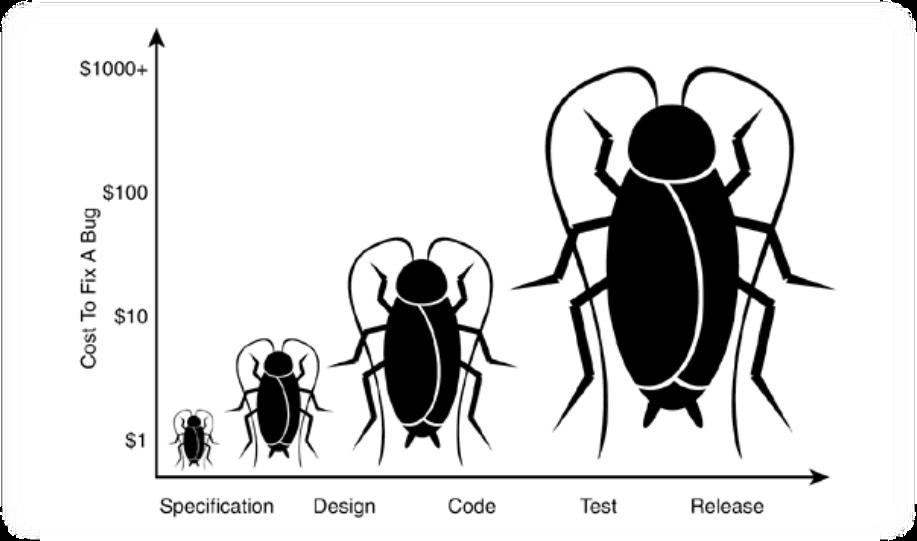 $1000+
$100
$10
$1
Cost To Fix A Bug
Specification
Design
Code
Test
Release